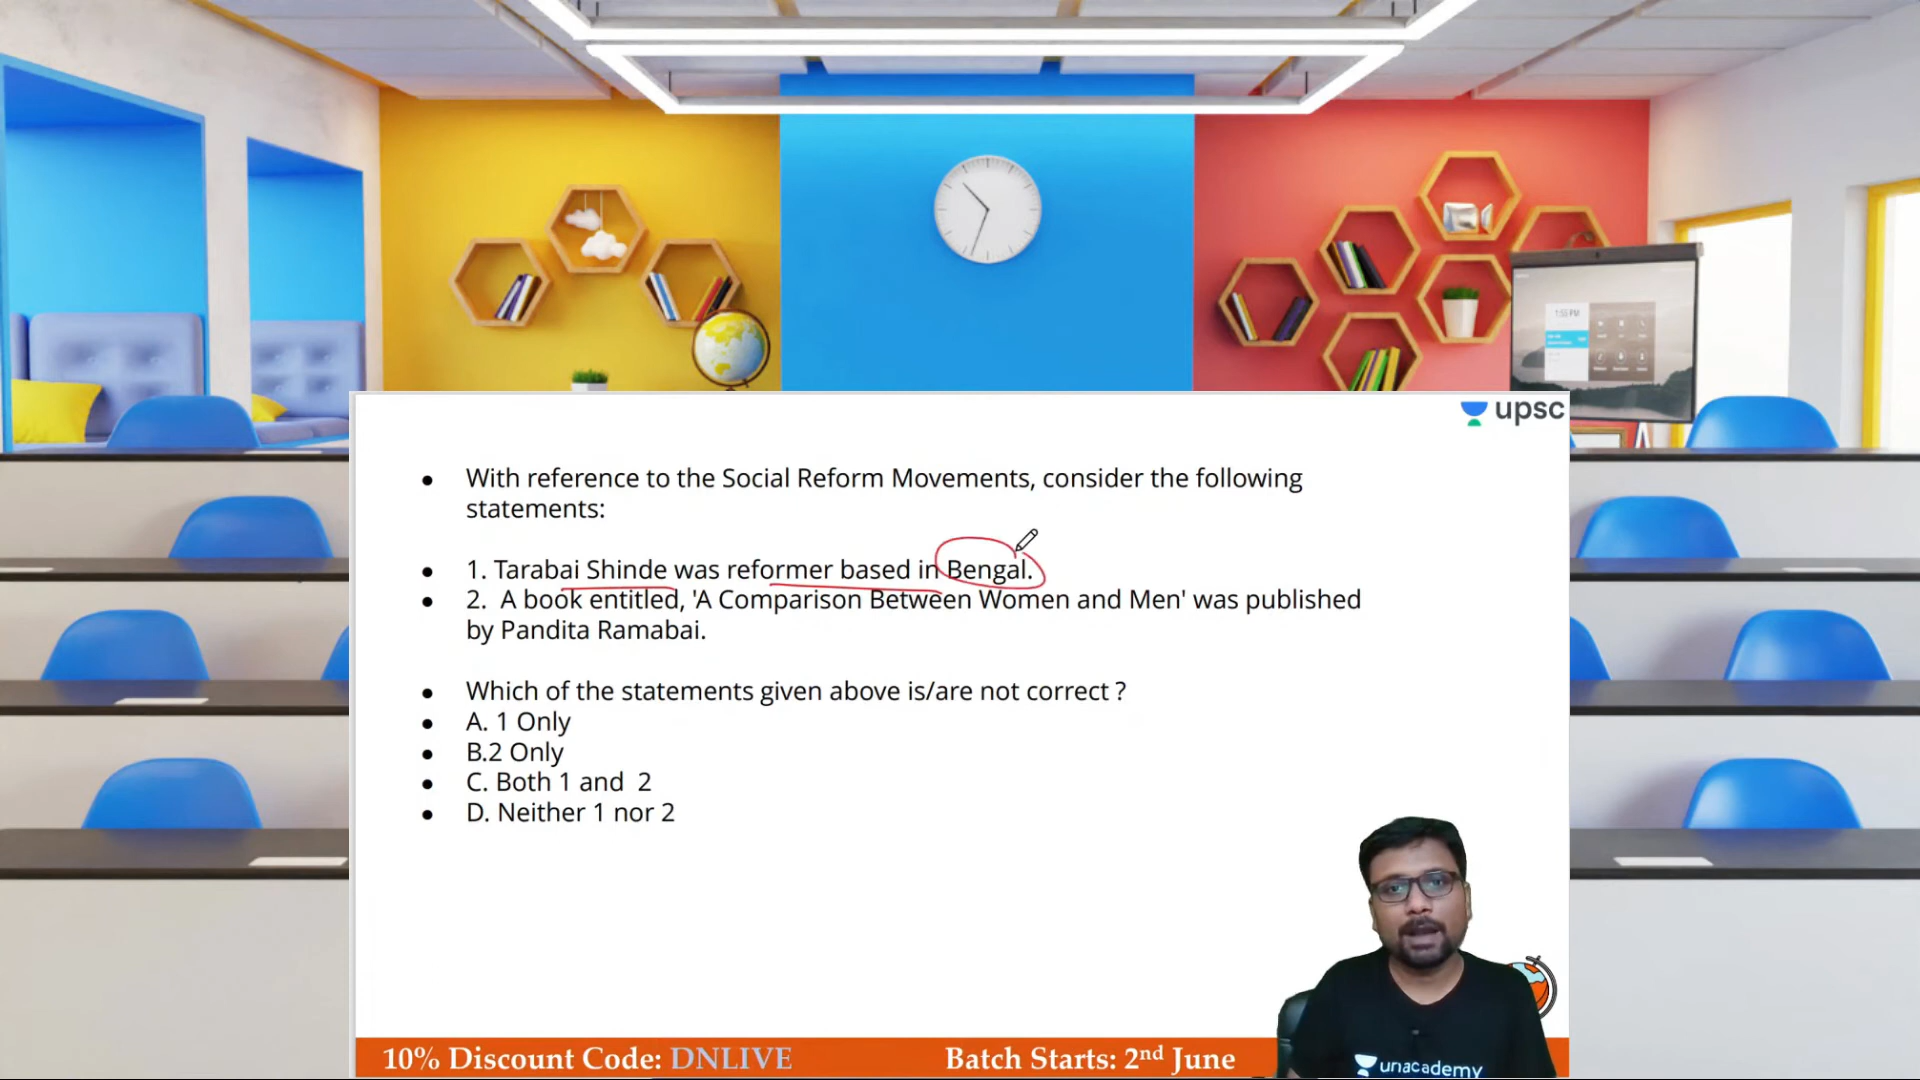 1:53 PM
upsc
With reference to the Social Reform Movements, consider the following
statements:
1. Tarabai Shinde was reformer based in Bengal.
2. A book entitled, 'A Comparison Between Women and Men' was published
by Pandita Ramabai.
Which of the statements given above is/are not correct ?
A. 1 Only
B.2 Only
C. Both 1 and 2
D. Neither 1 nor 2
10% Discount Code: DNLIVE
Batch Starts: 2nd June
unacademy